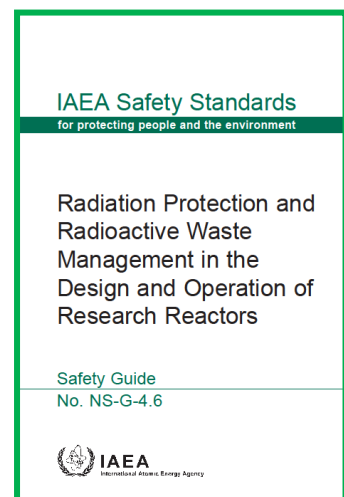 IAEA Safety Standards
for protecting people and the environment
Radiation Protection and
Radioactive Waste
Management in the
Design and Operation of
Research Reactors
Safety Guide
No. NS-G-4.6
IAEA
International Atomic Energy Agency